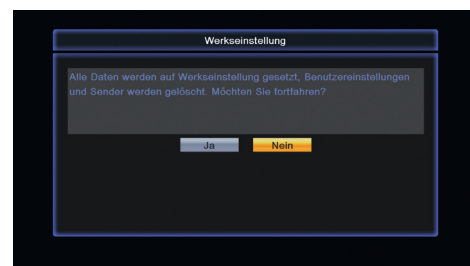 Werkseinstellung
Alle Daten werden auf Werkseinstellung gesetzt, Benutzereinstellungen
und Sender werden gelöscht. Möchten Sie fortfahren?
Ja Nein